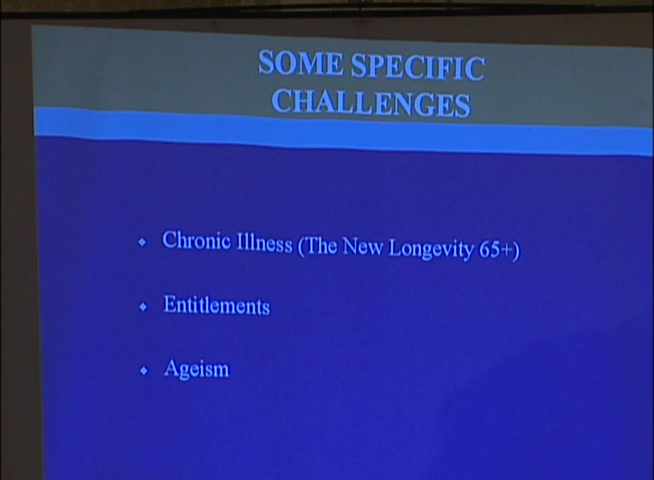 SOME SPECIFIC
CHALLENGES
Chronic Illness (The New Longevity 65+)
Entitlements
Ageism